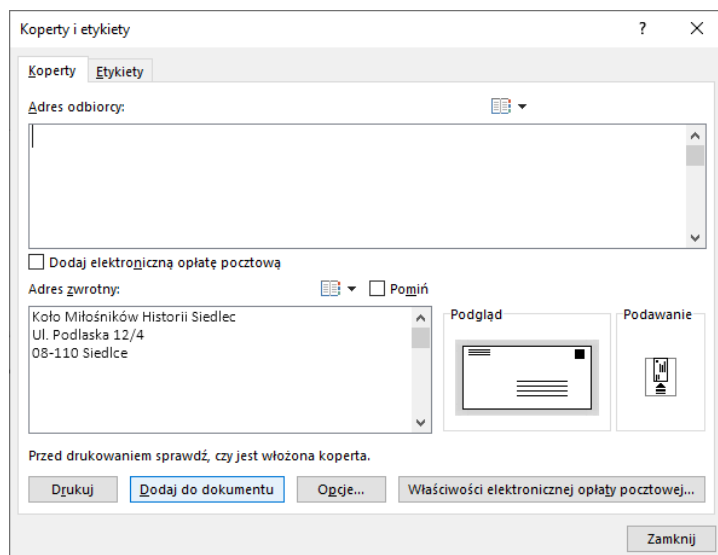 Koperty i etykiety
Koperty Etykiety
Adres odbiorcy:
Dodaj elektroniczną opłatę pocztową
Adres zwrotny: Pomiń
Koło Miłośników Historii Siedlec
Ul. Podlaska 12/4
08-110 Siedlce
Podgląd Podawanie
Przed drukowaniem sprawdź, czy jest włożona koperta.
Drukuj Dodaj do dokumentu Opcje... Właściwości elektronicznej opłaty pocztowej...
Zamknij